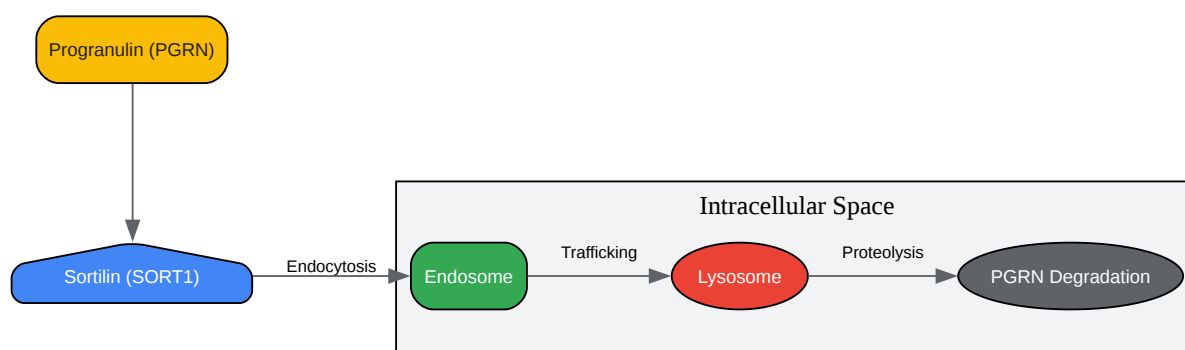 Progranulin (PGRN)
Intracellular Space
Sortilin (SORT1)
Endocytosis
Endosome
Trafficking
Lysosome
Proteolysis
PGRN Degradation